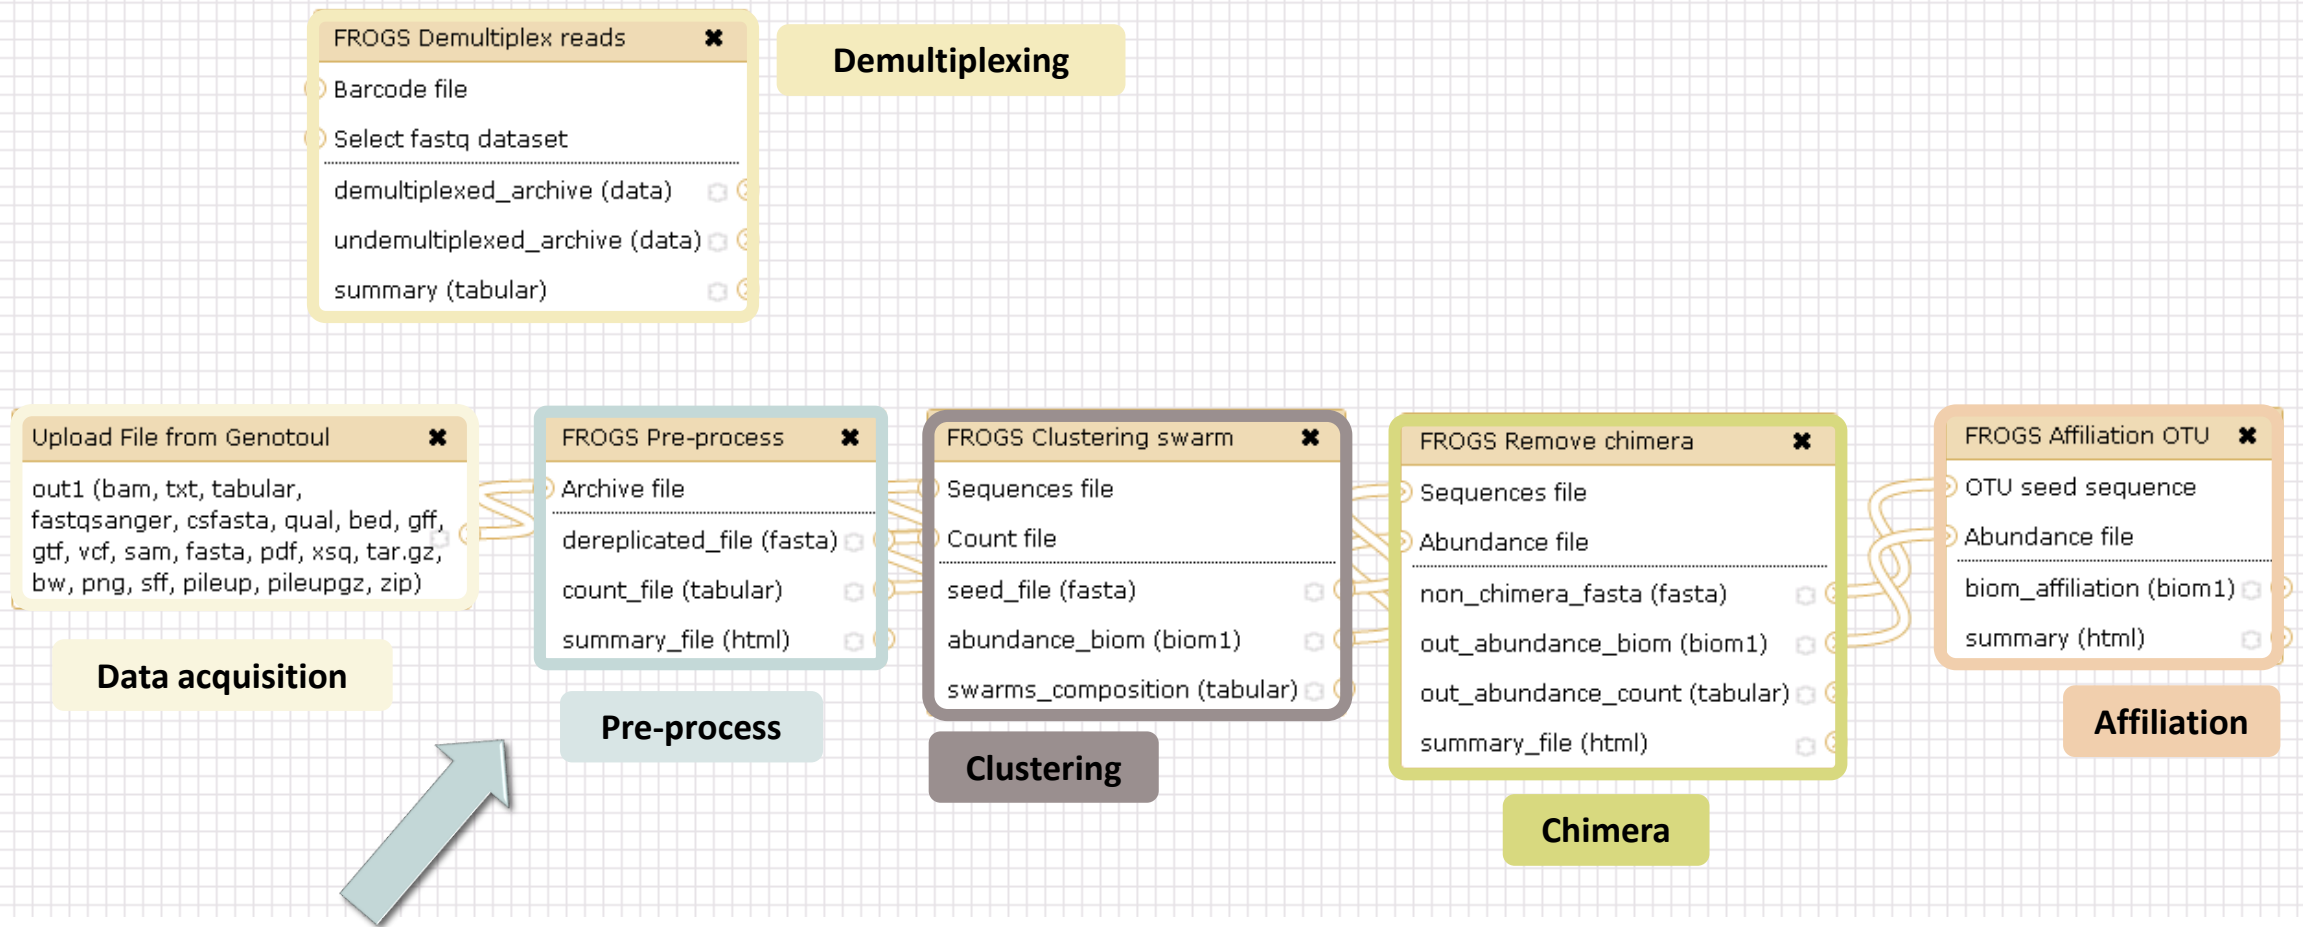 FROGS Demultiplex reads ✖
Demultiplexing
Barcode file
Select fastq dataset
demultiplexed_archive (data)
undemultiplexed_archive (data)
summary (tabular)
Upload File from Genotoul ✖
out1 (bam, txt, tabular,
fastqsanger, csfasta, qual, bed, gff,
gtf, vcf, sam, fasta, pdf, xsq, tar.gz,
bw, png, sff, pileup, pileupgz, zip)
Data acquisition
FROGS Pre-process ✖
Archive file
dereplicated_file (fasta)
count_file (tabular)
summary_file (html)
Pre-process
FROGS Clustering swarm ✖
Sequences file
Count file
seed_file (fasta)
abundance_biom (biom1)
swarms_composition (tabular)
Clustering
FROGS Remove chimera ✖
Sequences file
Abundance file
non_chimera_fasta (fasta)
out_abundance_biom (biom1)
out_abundance_count (tabular)
summary_file (html)
Chimera
FROGS Affiliation OTU ✖
OTU seed sequence
Abundance file
biom_affiliation (biom1)
summary (html)
Affiliation